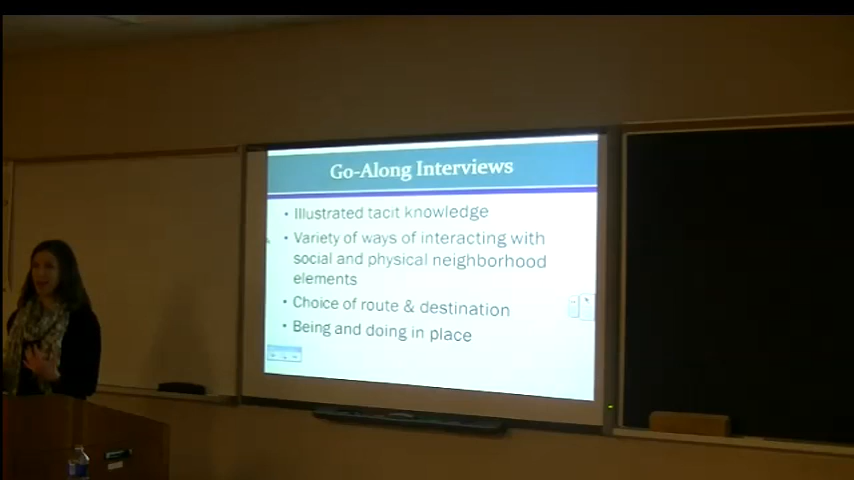 Go-Along Interviews
• Illustrated tacit knowledge
• Variety of ways of interacting with
social and physical neighborhood
elements
• Choice of route & destination
• Being and doing in place